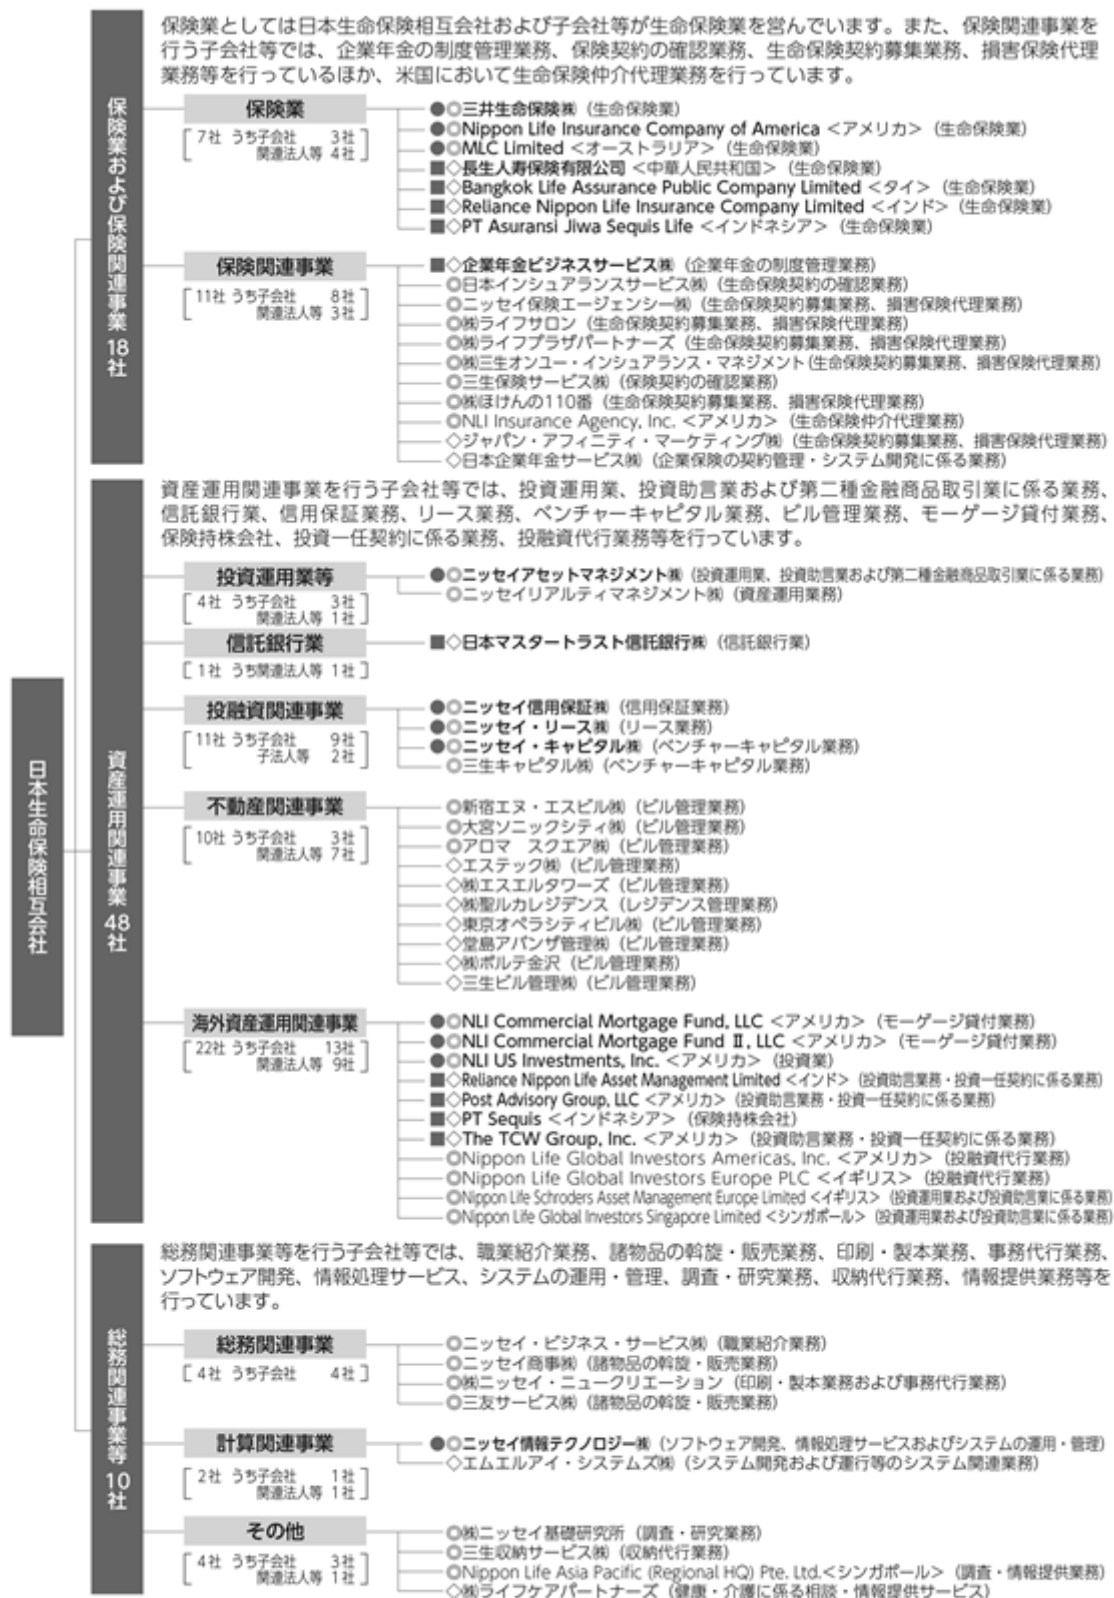 保険業としては日本生命保険相互会社および子会社等が生命保険業を営んでいます。また、保険関連事業を
行う子会社等では、企業年金の制度管理業務、保険契約の確認業務、生命保険契約募集業務、損害保険代理
業務等を行っているほか、米国において生命保険仲介代理業務を行っています。
保険業および保険関連事業 18社
保険業
7社 うち子会社 3社
関連法人等 4社
●◎三井生命保険㈱（生命保険業）
●◎Nippon Life Insurance Company of America ＜アメリカ＞（生命保険業）
●◎MLC Limited ＜オーストラリア＞（生命保険業）
■◇長生人寿保険有限公司 ＜中華人民共和国＞（生命保険業）
■◇Bangkok Life Assurance Public Company Limited ＜タイ＞（生命保険業）
■◇Reliance Nippon Life Insurance Company Limited ＜インド＞（生命保険業）
■◇PT Asuransi Jiwa Sequis Life ＜インドネシア＞（生命保険業）
保険関連事業
11社 うち子会社 8社
関連法人等 3社
■◇企業年金ビジネスサービス㈱（企業年金の制度管理業務）
◎日本インシュアランスサービス㈱（生命保険契約の確認業務）
◎ニッセイ保険エージェンシー㈱（生命保険契約募集業務、損害保険代理業務）
◎㈱ライフサロン（生命保険契約募集業務、損害保険代理業務）
◎㈱ライフプラザパートナーズ（生命保険契約募集業務、損害保険代理業務）
◎㈱三生オンユー・インシュアランス・マネジメント（生命保険契約募集業務、損害保険代理業務）
◎三生保険サービス㈱（保険契約の確認業務）
◎㈱ほけんの110番（生命保険契約募集業務、損害保険代理業務）
◎NLI Insurance Agency, Inc. ＜アメリカ＞（生命保険仲介代理業務）
◇ジャパン・アフィニティ・マーケティング㈱（生命保険契約募集業務、損害保険代理業務）
◇日本企業年金サービス㈱（企業保険の契約管理・システム開発に係る業務）
資産運用関連事業を行う子会社等では、投資運用業、投資助言業および第二種金融商品取引業に係る業務、
信託銀行業、信用保証業務、リース業務、ベンチャーキャピタル業務、ビル管理業務、モーゲージ貸付業務、
保険持株会社、投資一任契約に係る業務、投融資代行業務等を行っています。
日本生命保険相互会社
資産運用関連事業 48社
投資運用業等
4社 うち子会社 3社
関連法人等 1社
●◎ニッセイアセットマネジメント㈱（投資運用業、投資助言業および第二種金融商品取引業に係る業務）
◎ニッセイリアルティマネジメント㈱（資産運用業務）
信託銀行業
1社 うち関連法人等 1社
■◇日本マスタートラスト信託銀行㈱（信託銀行業）
投融資関連事業
11社 うち子会社 9社
子法人等 2社
●◎ニッセイ信用保証㈱（信用保証業務）
●◎ニッセイ・リース㈱（リース業務）
●◎ニッセイ・キャピタル㈱（ベンチャーキャピタル業務）
◎三生キャピタル㈱（ベンチャーキャピタル業務）
不動産関連事業
10社 うち子会社 3社
関連法人等 7社
◎新宿エヌ・エスビル㈱（ビル管理業務）
◎大宮ソニックシティ㈱（ビル管理業務）
◎アロマ　スクエア㈱（ビル管理業務）
◇エステック㈱（ビル管理業務）
◇㈱エスエルタワーズ（ビル管理業務）
◇㈱聖ルカレジデンス（レジデンス管理業務）
◇東京オペラシティビル㈱（ビル管理業務）
◇堂島アバンザ管理㈱（ビル管理業務）
◇㈱ポルテ金沢（ビル管理業務）
◇三生ビル管理㈱（ビル管理業務）
海外資産運用関連事業
22社 うち子会社 13社
関連法人等 9社
●◎NLI Commercial Mortgage Fund, LLC ＜アメリカ＞（モーゲージ貸付業務）
●◎NLI Commercial Mortgage Fund Ⅱ, LLC ＜アメリカ＞（モーゲージ貸付業務）
●◎NLI US Investments, Inc. ＜アメリカ＞（投資業）
■◇Reliance Nippon Life Asset Management Limited ＜インド＞（投資助言業務・投資一任契約に係る業務）
■◇Post Advisory Group, LLC ＜アメリカ＞（投資助言業務・投資一任契約に係る業務）
■◇PT Sequis ＜インドネシア＞（保険持株会社）
■◇The TCW Group, Inc. ＜アメリカ＞（投資助言業務・投資一任契約に係る業務）
◎Nippon Life Global Investors Americas, Inc. ＜アメリカ＞（投融資代行業務）
◎Nippon Life Global Investors Europe PLC ＜イギリス＞（投融資代行業務）
◎Nippon Life Schroders Asset Management Europe Limited ＜イギリス＞（投資運用業および投資助言業に係る業務）
◎Nippon Life Global Investors Singapore Limited ＜シンガポール＞（投資運用業および投資助言業に係る業務）
総務関連事業等を行う子会社等では、職業紹介業務、諸物品の斡旋・販売業務、印刷・製本業務、事務代行業務、
ソフトウェア開発、情報処理サービス、システムの運用・管理、調査・研究業務、収納代行業務、情報提供業務等を
行っています。
総務関連事業等 10社
総務関連事業
4社 うち子会社 4社
◎ニッセイ・ビジネス・サービス㈱（職業紹介業務）
◎ニッセイ商事㈱（諸物品の斡旋・販売業務）
◎㈱ニッセイ・ニュークリエーション（印刷・製本業務および事務代行業務）
◎三友サービス㈱（諸物品の斡旋・販売業務）
計算関連事業
2社 うち子会社 1社
関連法人等 1社
●◎ニッセイ情報テクノロジー㈱（ソフトウェア開発、情報処理サービスおよびシステムの運用・管理）
◇エムエルアイ・システムズ㈱（システム開発および運行等のシステム関連業務）
その他
4社 うち子会社 3社
関連法人等 1社
◎㈱ニッセイ基礎研究所（調査・研究業務）
◎三生収納サービス㈱（収納代行業務）
◎Nippon Life Asia Pacific (Regional HQ) Pte. Ltd.＜シンガポール＞（調査・情報提供業務）
◇㈱ライフケアパートナーズ（健康・介護に係る相談・情報提供サービス）